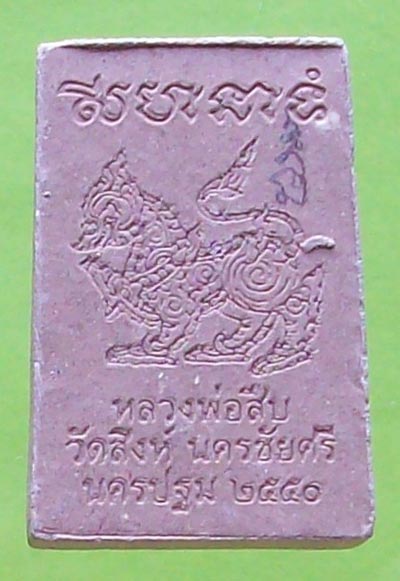 หลวงพ่อสืบ
วัดสิงห์ นครชัยศรี
นครปฐม ๒๕๕๐